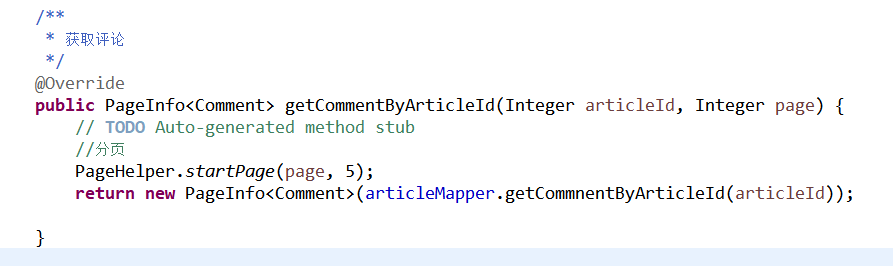 /**
 * 获取评论
 */
@Override
public PageInfo<Comment> getCommentByArticleId(Integer articleId, Integer page) {
    // TODO Auto-generated method stub
    //分页
    PageHelper.startPage(page, 5);
    return new PageInfo<Comment>(articleMapper.getCommnentByArticleId(articleId));
}